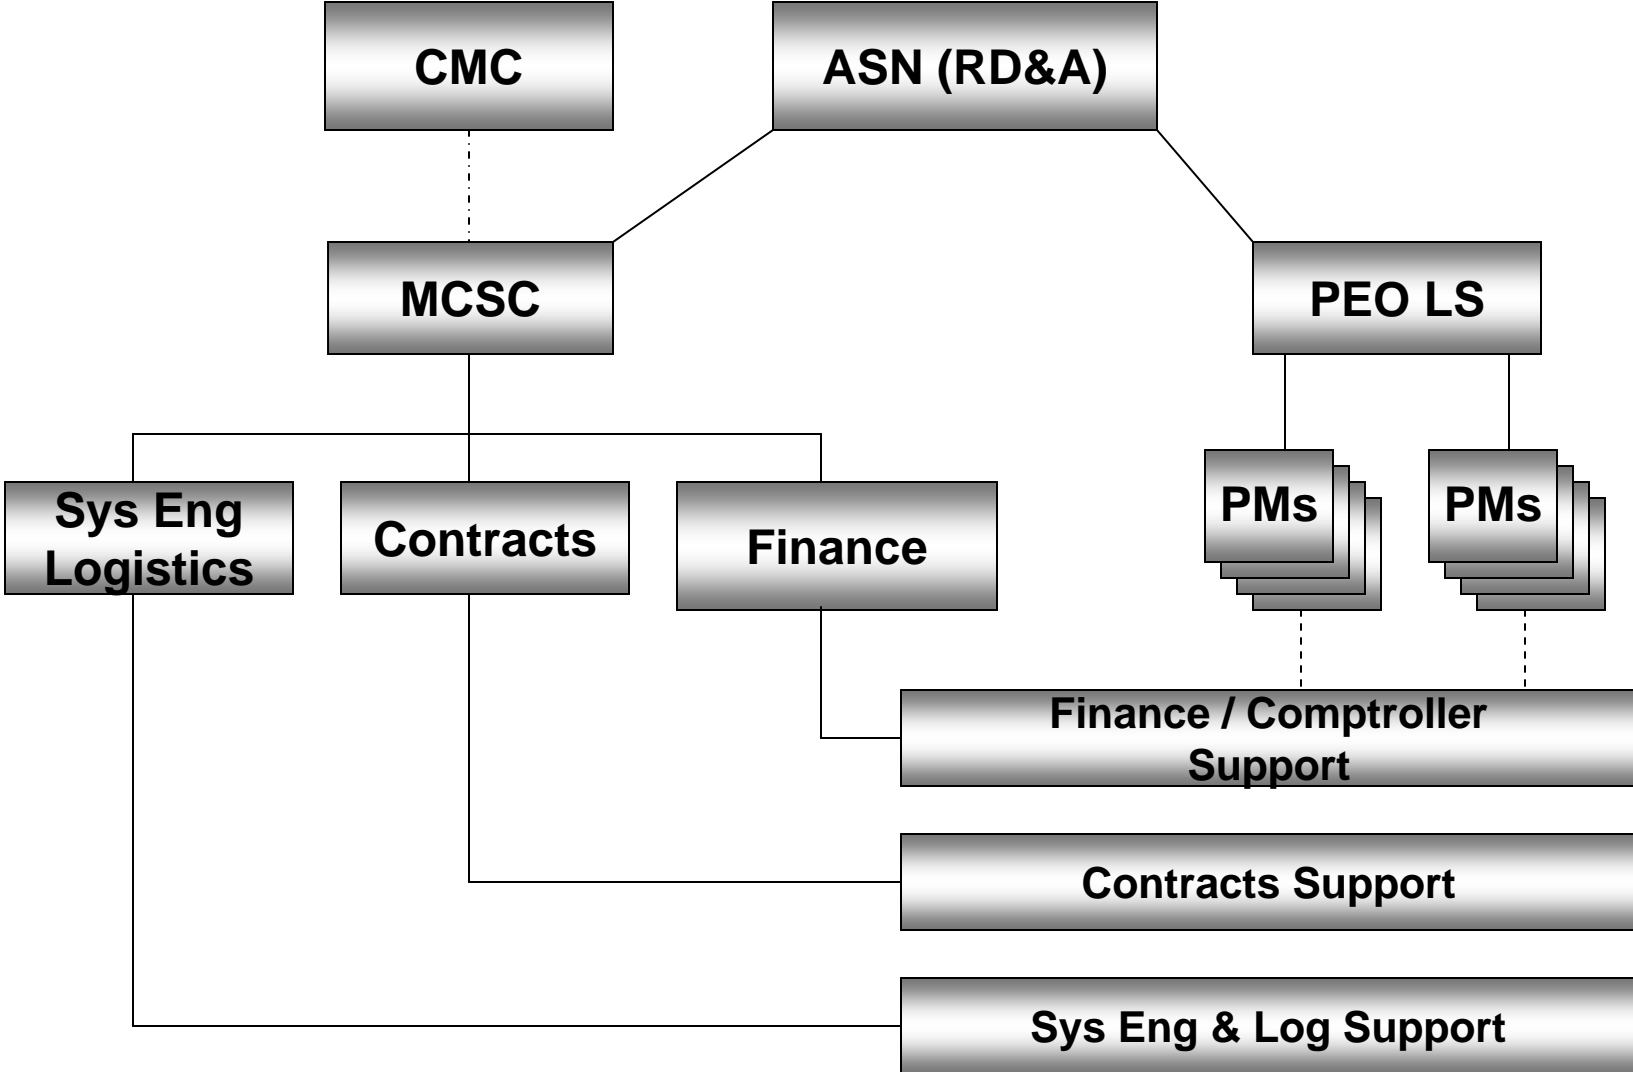 CMC
ASN (RD&A)
MCSC
PEO LS
Sys Eng
Logistics
Contracts
Finance
PMs
PMs
Finance / Comptroller
Support
Contracts Support
Sys Eng & Log Support